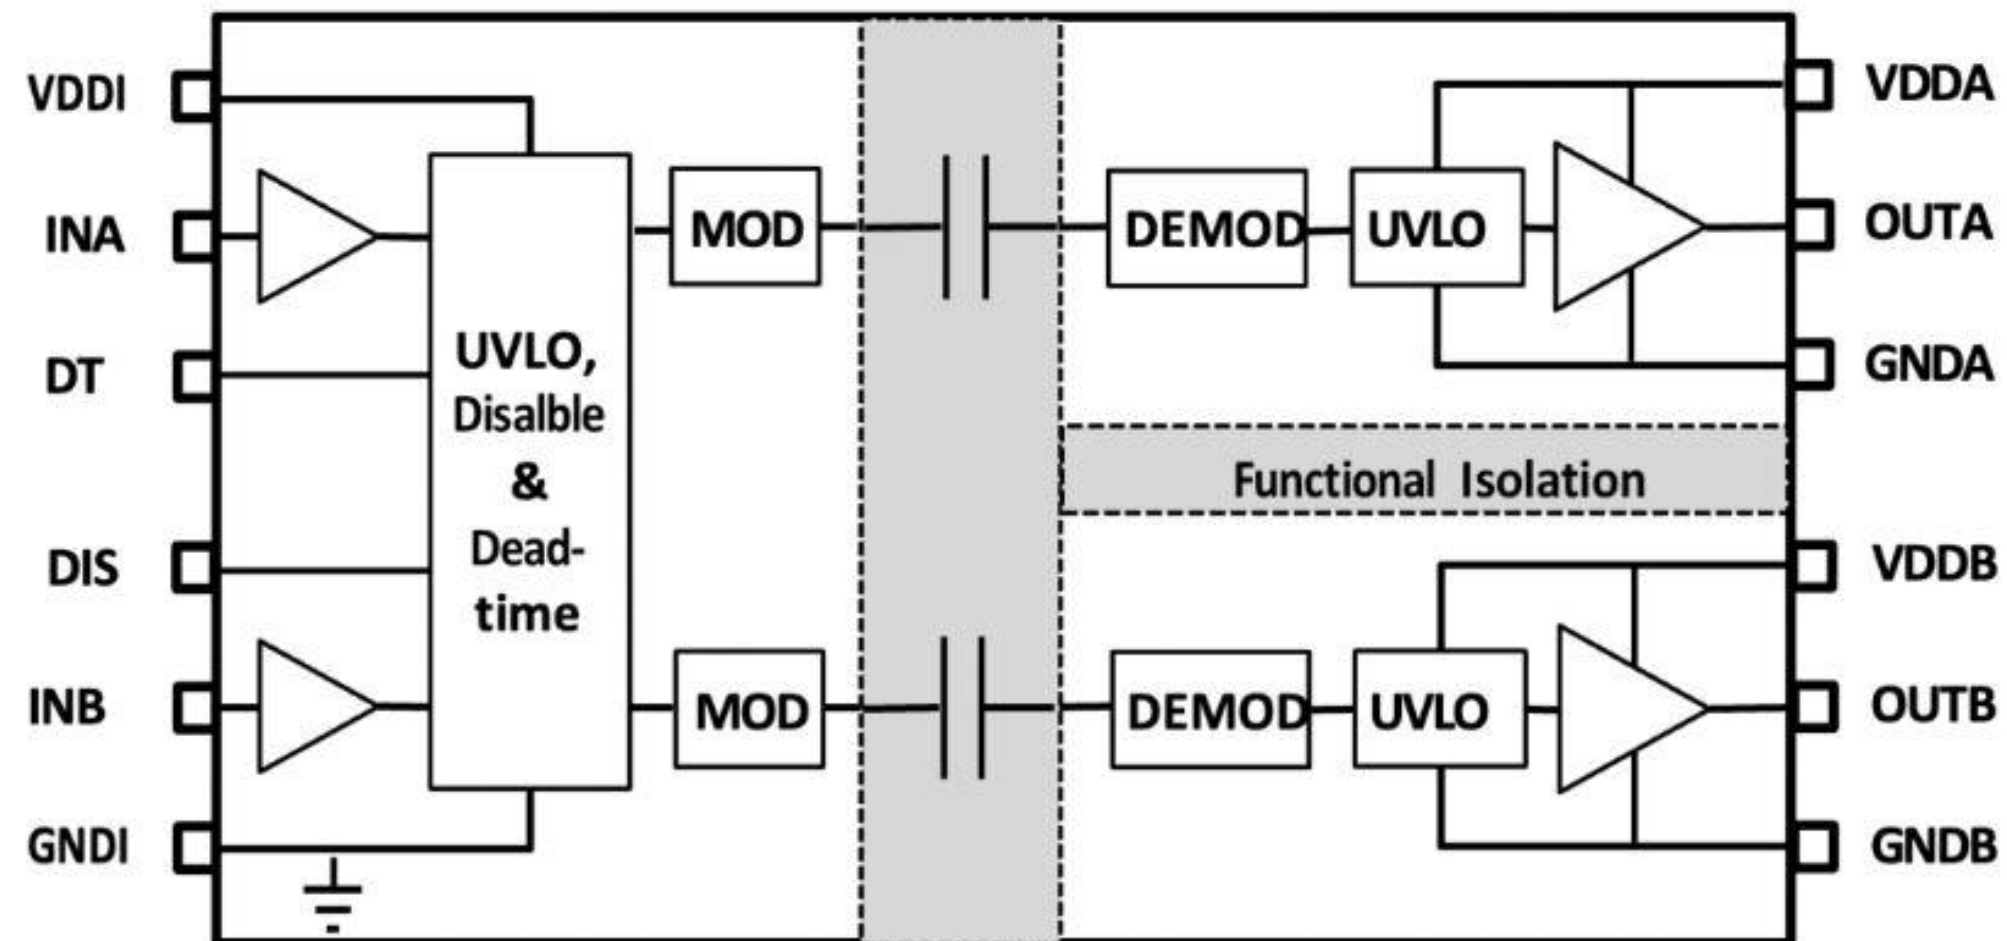 VDDI
INA
DT
DIS
INB
GNDI
UVLO,
Disalble
&
Dead-
time
MOD
MOD
DEMOD
UVLO
Functional Isolation
DEMOD
UVLO
VDDA
OUTA
GNDA
VDDB
OUTB
GNDB